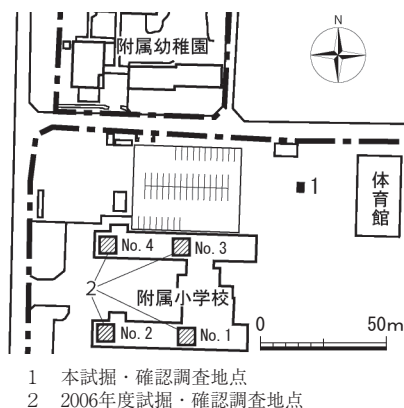 附属幼稚園
N
1
体育館
No. 4
No. 3
2
附属小学校
No. 2
No. 1
0 50m
1 本試掘・確認調査地点
2 2006年度試掘・確認調査地点